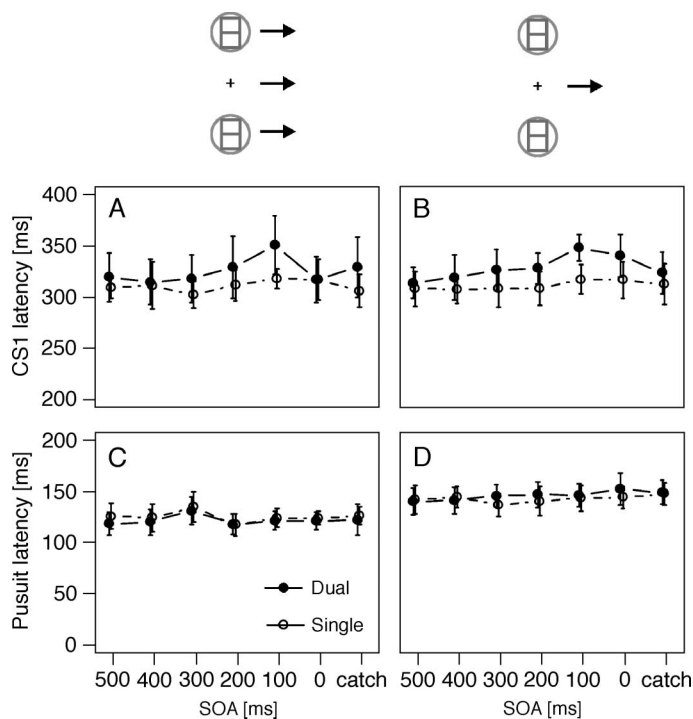 + +
400
350
300
250
200
CS1 latency [ms]
A
B
200
150
100
50
0
Pusuit latency [ms]
C
D
Dual
Single
500 400 300 200 100 0 catch
500 400 300 200 100 0 catch
SOA [ms]
SOA [ms]